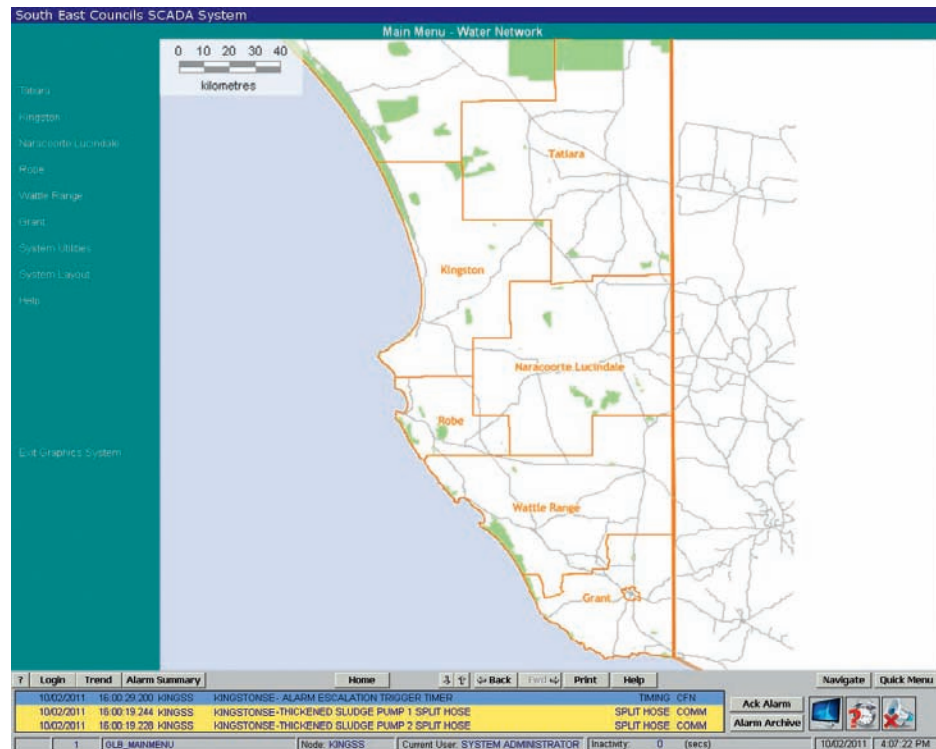 South East Councils SCADA System
Main Menu - Water Network
0 10 20 30 40
kilometres
Tatiara
Kingston
Naracoorte Lucindale
Robe
Wattle Range
Grant
System Utilities
System Layout
Help
Exit Graphics System
Tatiara
Kingston
Naracoorte Lucindale
Robe
Wattle Range
Grant
? Login Trend Alarm Summary Home Back Fwd Print Help Navigate Quick Menu
10/02/2011 16:00:29.200 KINGSS KINGSTONSE - ALARM ESCALATION TRIGGER TIMER TIMING CFN
10/02/2011 16:00:19.244 KINGSS KINGSTONSE-THICKENED SLUDGE PUMP 1 SPLIT HOSE SPLIT HOSE COMM
10/02/2011 16:00:19.228 KINGSS KINGSTONSE-THICKENED SLUDGE PUMP 2 SPLIT HOSE SPLIT HOSE COMM
Ack Alarm
Alarm Archive
1 GLB_MAINMENU Node: KINGSS Current User: SYSTEM ADMINISTRATOR Inactivity: 0 (secs) 10/02/2011 4:07:22 PM